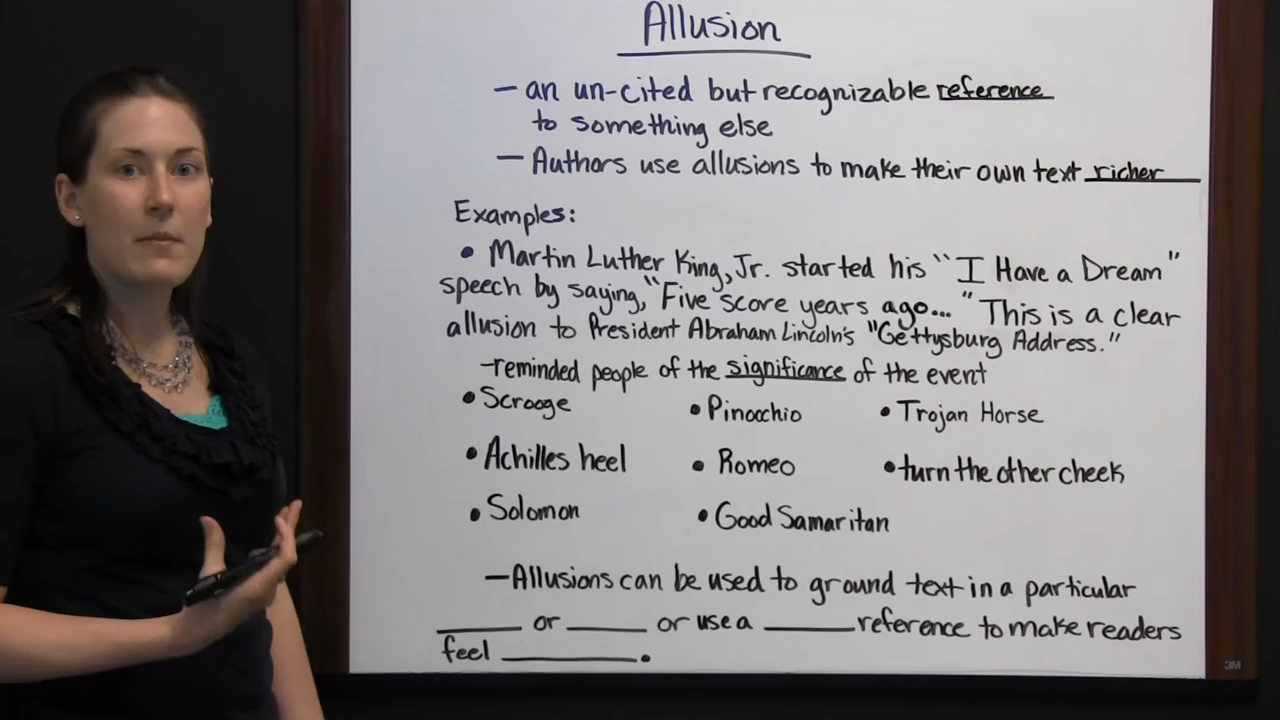 Allusion
— an un-cited but recognizable reference
to something else
— Authors use allusions to make their own text richer
Examples:
• Martin Luther King, Jr. started his "I Have a Dream"
speech by saying, "Five score years ago..." This is a clear
allusion to President Abraham Lincoln's "Gettysburg Address."
-reminded people of the significance of the event
• Scrooge • Pinocchio • Trojan Horse
• Achilles heel • Romeo • turn the other cheek
• Solomon • Good Samaritan
— Allusions can be used to ground text in a particular
______ or ______ or use a ______ reference to make readers
feel _________.
3M